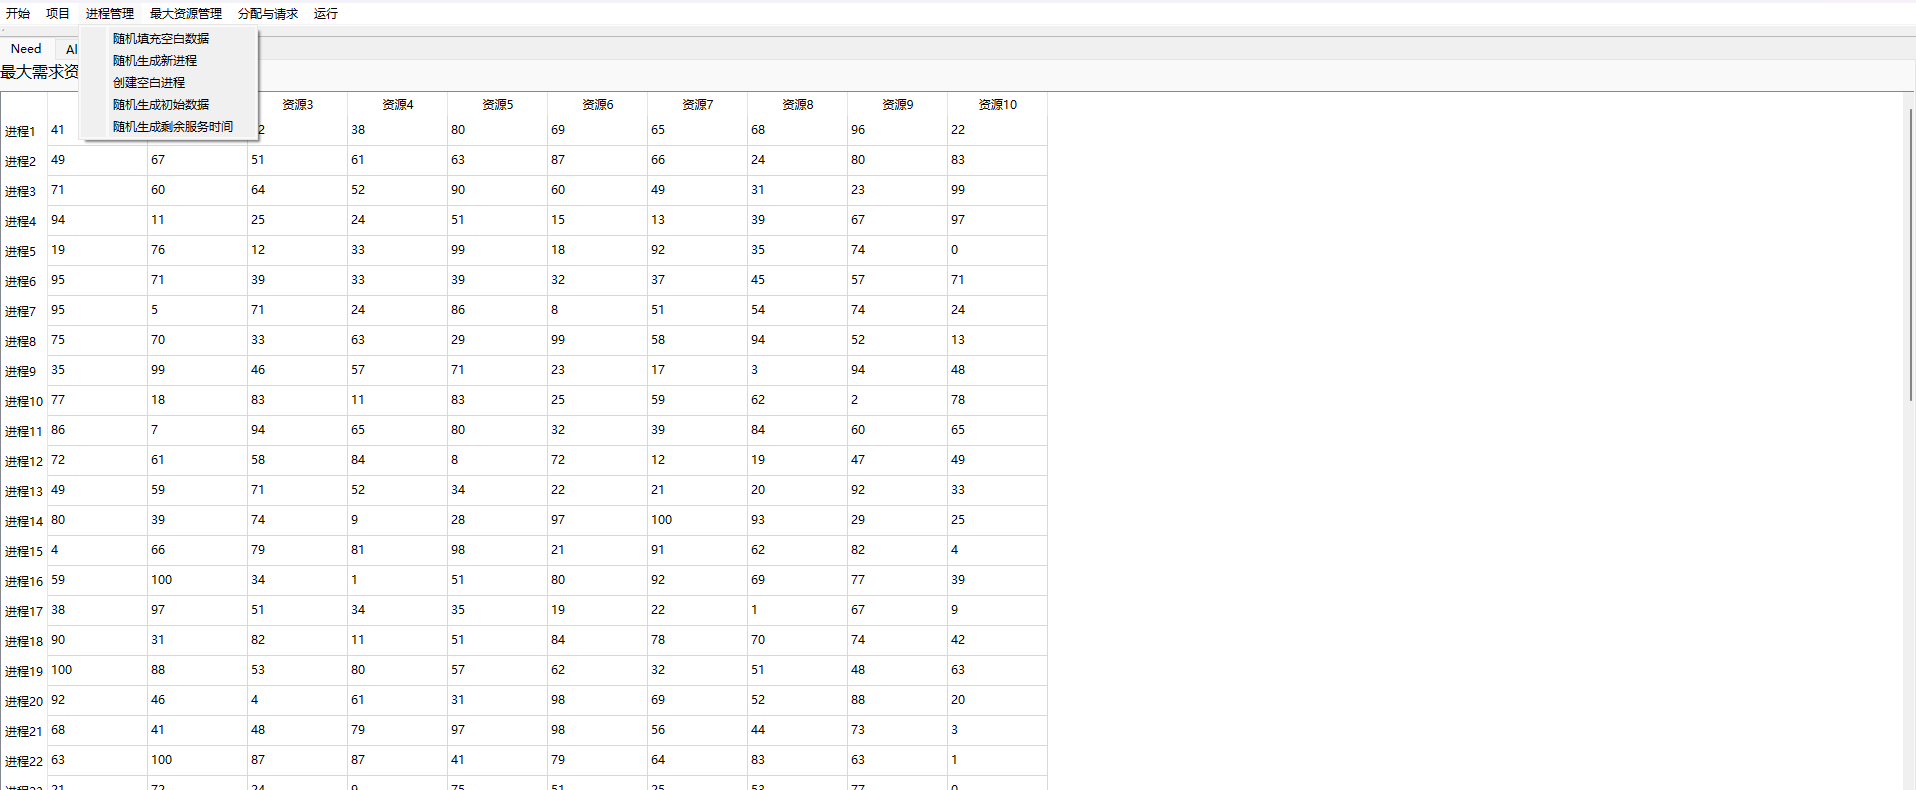 开始 项目 进程管理 最大资源管理 分配与请求 运行
随机填充空白数据
随机生成新进程
创建空白进程
随机生成初始数据
随机生成剩余服务时间
Need Al
最大需求资
资源3 资源4 资源5 资源6 资源7 资源8 资源9 资源10
进程1 41 2 38 80 69 65 68 96 22
进程2 49 67 51 61 63 87 66 24 80 83
进程3 71 60 64 52 90 60 49 31 23 99
进程4 94 11 25 24 51 15 13 39 67 97
进程5 19 76 12 33 99 18 92 35 74 0
进程6 95 71 39 33 39 32 37 45 57 71
进程7 95 5 71 24 86 8 51 54 74 24
进程8 75 70 33 63 29 99 58 94 52 13
进程9 35 99 46 57 71 23 17 3 94 48
进程10 77 18 83 11 83 25 59 62 2 78
进程11 86 7 94 65 80 32 39 84 60 65
进程12 72 61 58 84 8 72 12 19 47 49
进程13 49 59 71 52 34 22 21 20 92 33
进程14 80 39 74 9 28 97 100 93 29 25
进程15 4 66 79 81 98 21 91 62 82 4
进程16 59 100 34 1 51 80 92 69 77 39
进程17 38 97 51 34 35 19 22 1 67 9
进程18 90 31 82 11 51 84 78 70 74 42
进程19 100 88 53 80 57 62 32 51 48 63
进程20 92 46 4 61 31 98 69 52 88 20
进程21 68 41 48 79 97 98 56 44 73 3
进程22 63 100 87 87 41 79 64 83 63 1